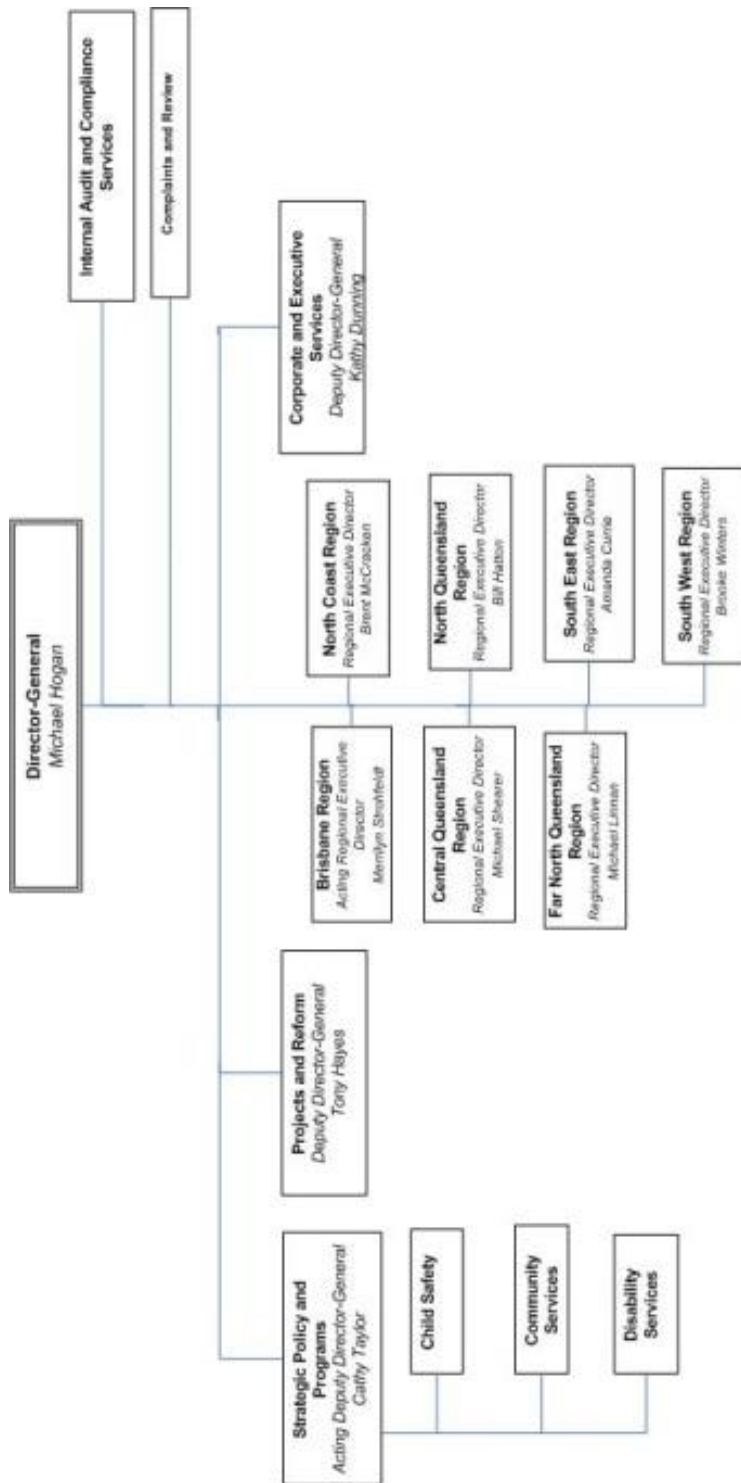 Director-General
Michael Hogan
Internal Audit and Compliance
Services
Complaints and Review
Strategic Policy and
Programs
Acting Deputy Director-General
Cathy Taylor
Projects and Reform
Deputy Director-General
Tony Hayes
Corporate and Executive
Services
Deputy Director-General
Kathy Dunning
Child Safety
Community
Services
Disability
Services
Brisbane Region
Acting Regional Executive
Director
Merrilyn Strohfeldt
North Coast Region
Regional Executive Director
Brent McCracken
Central Queensland
Region
Regional Executive Director
Michael Shearer
North Queensland
Region
Regional Executive Director
Bill Hatton
Far North Queensland
Region
Regional Executive Director
Michael Linnan
South East Region
Regional Executive Director
Amanda Currie
South West Region
Regional Executive Director
Brooke Winters